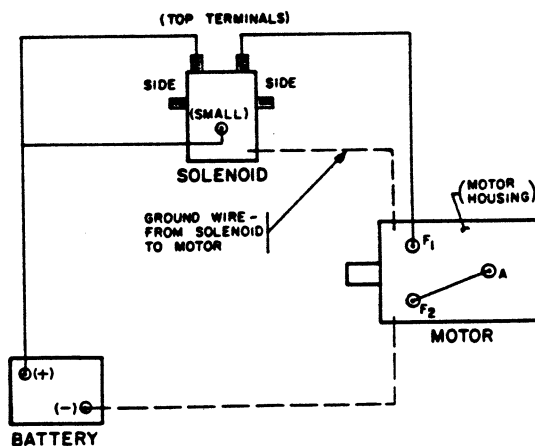 (TOP TERMINALS)
SIDE
SIDE
(SMALL)
SOLENOID
GROUND WIRE-
FROM SOLENOID
TO MOTOR
(MOTOR
HOUSING)
F1
A
F2
MOTOR
(+)
(-)
BATTERY